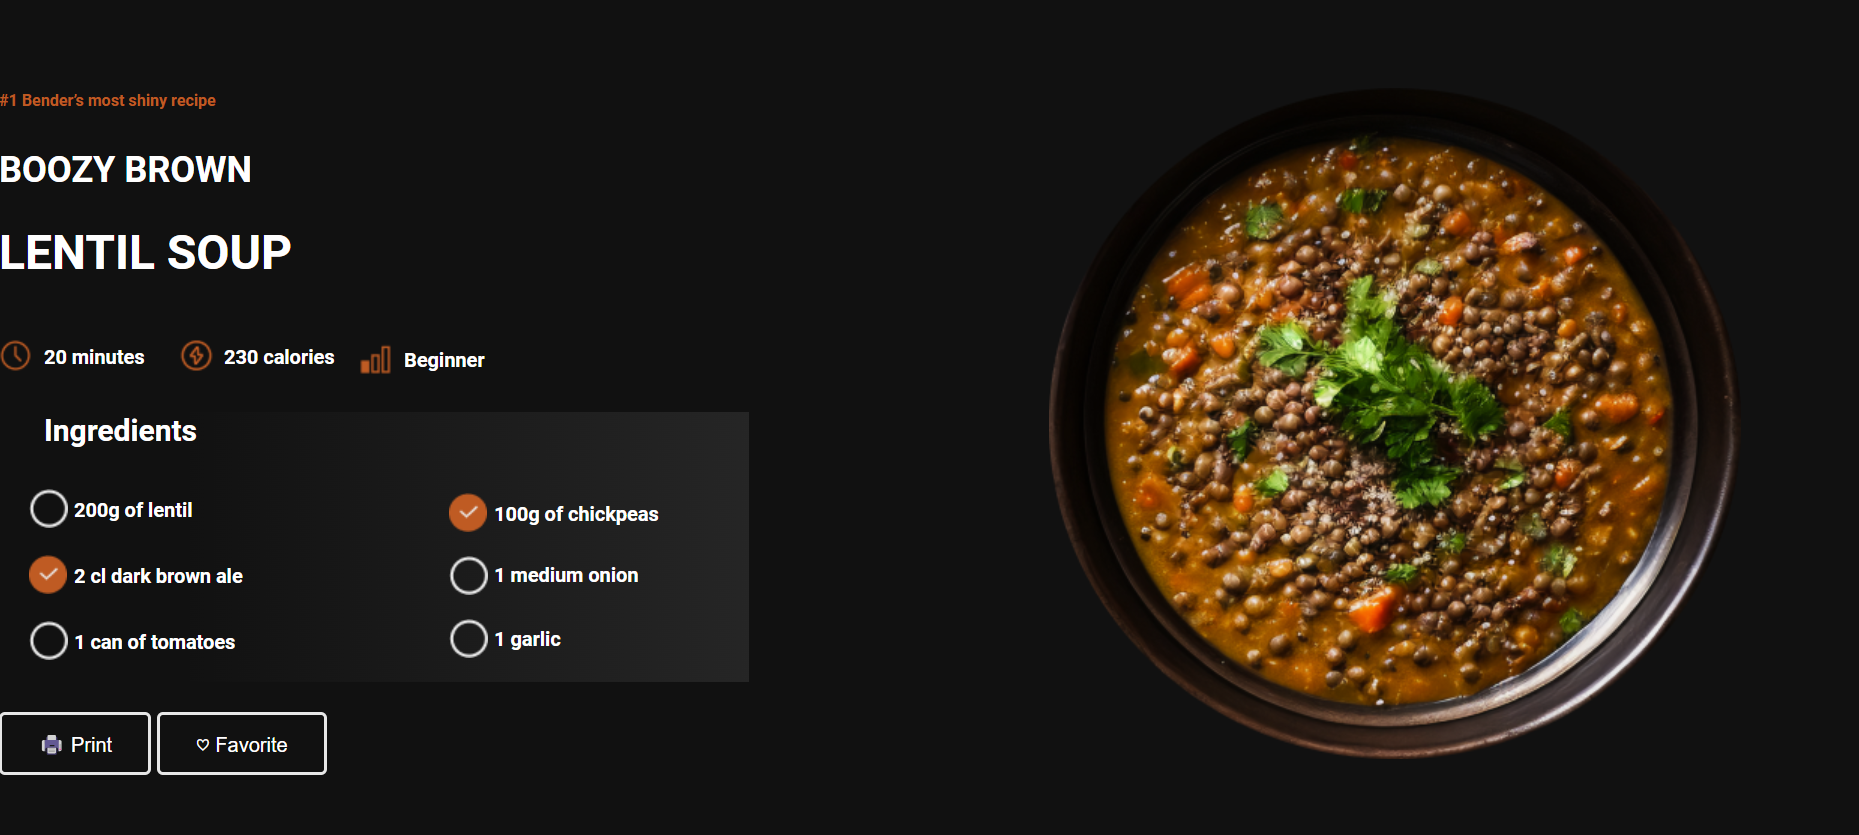 #1 Bender's most shiny recipe
BOOZY BROWN
LENTIL SOUP
20 minutes 230 calories Beginner
Ingredients
200g of lentil
2 cl dark brown ale
1 can of tomatoes
100g of chickpeas
1 medium onion
1 garlic
Print ♡ Favorite